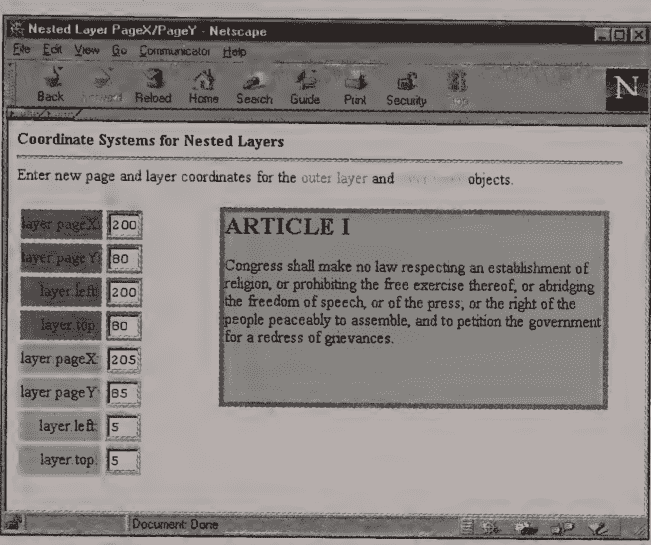 Nested Layer PageX/PageY - Netscape
File Edit View Go Communicator Help
Back Forward Reload Home Search Guide Print Security
N
Coordinate Systems for Nested Layers
Enter new page and layer coordinates for the outer layer and objects.
layer.pageX: 200
layer.pageY: 80
layer.left: 200
layer.top: 80
layer.pageX: 205
layer.pageY: 85
layer.left: 5
layer.top: 5
ARTICLE I
Congress shall make no law respecting an establishment of
religion, or prohibiting the free exercise thereof, or abridging
the freedom of speech, or of the press, or the right of the
people peaceably to assemble, and to petition the government
for a redress of grievances.
Document: Done